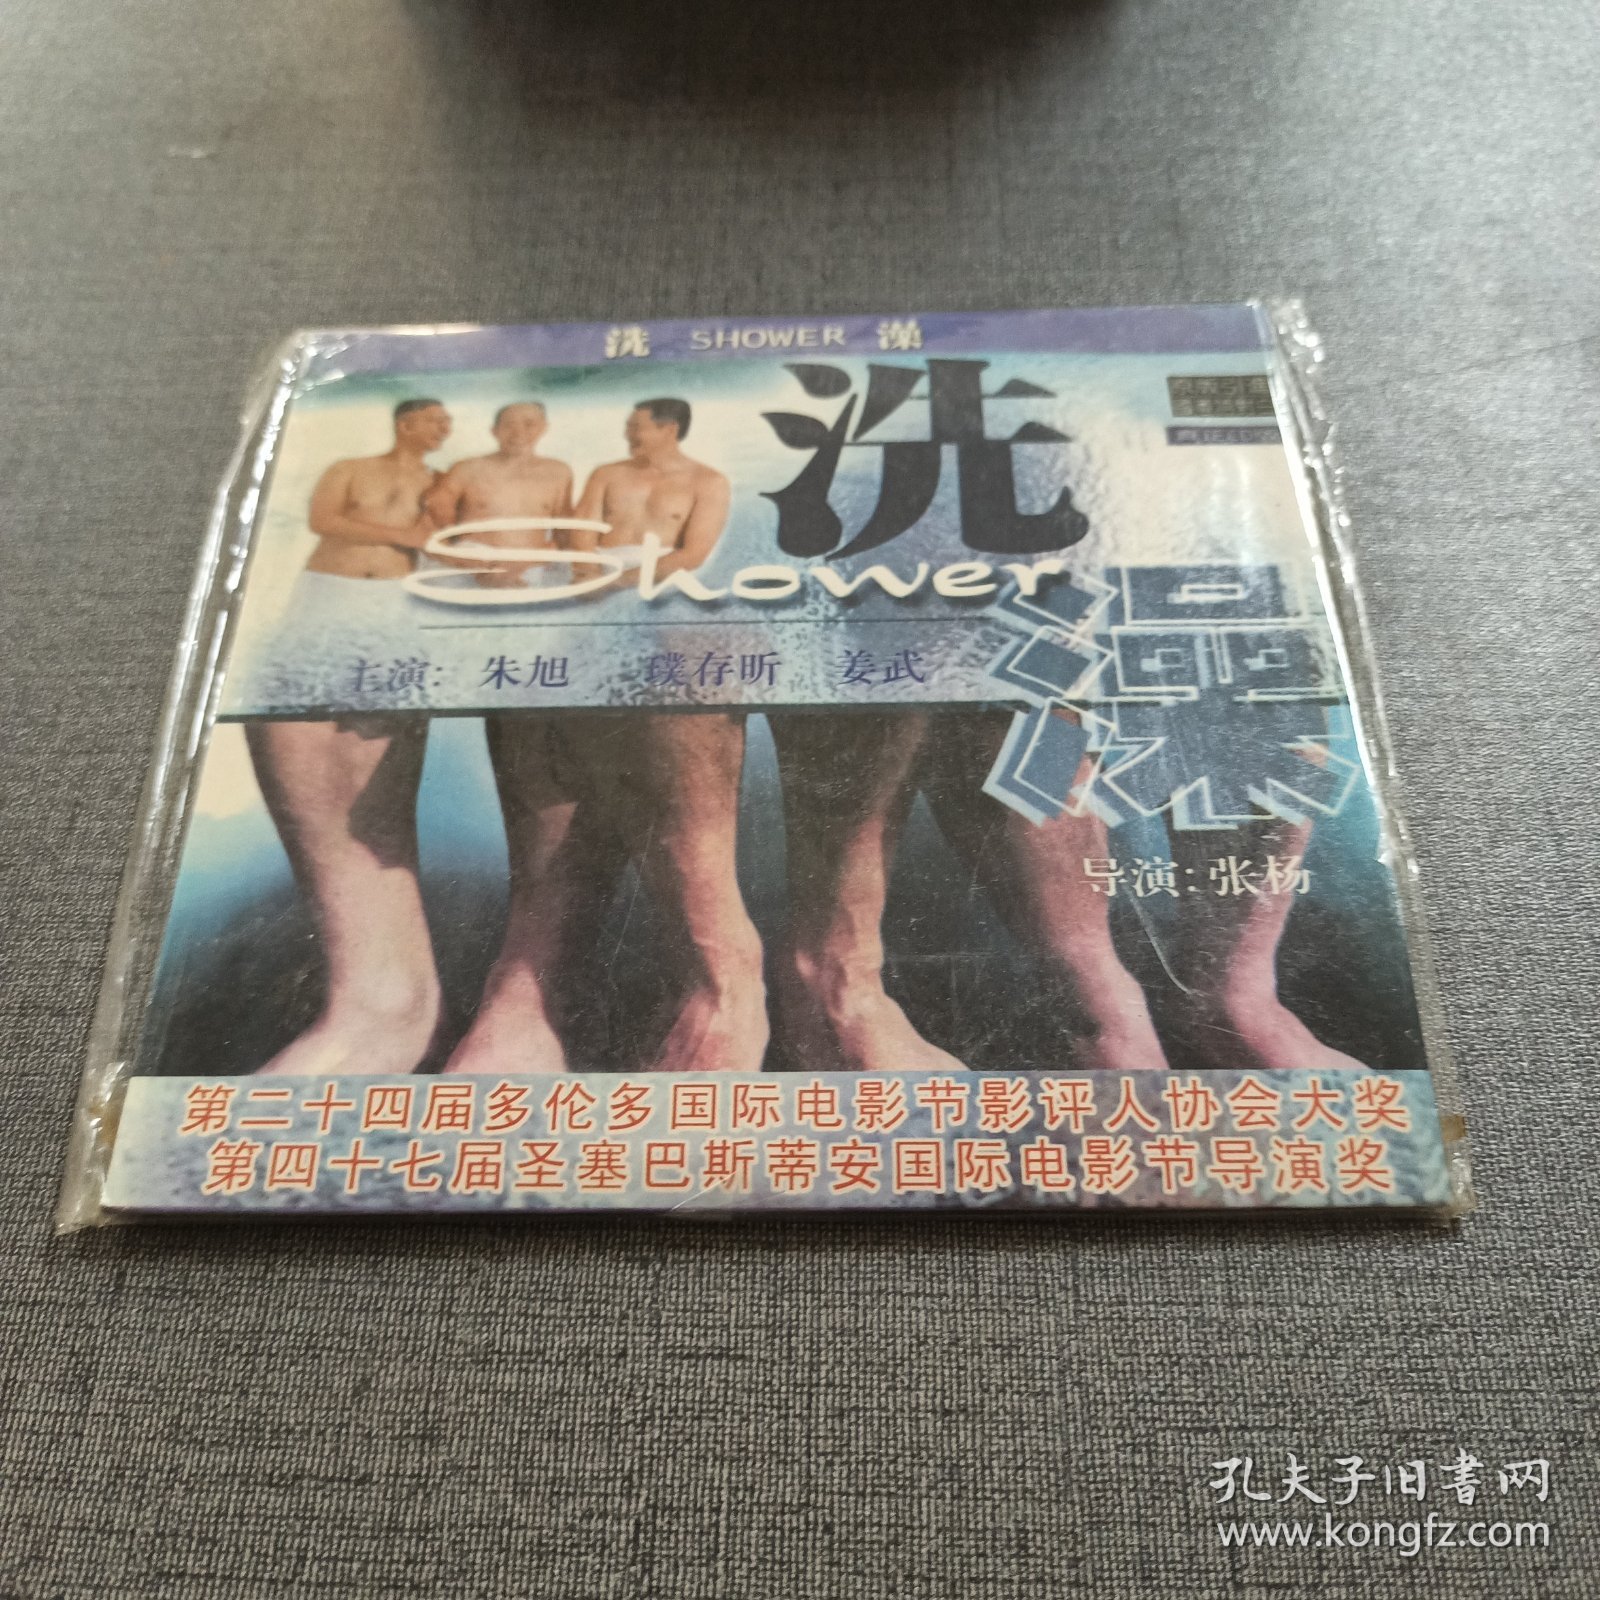 洗 SHOWER 澡
洗
Shower
澡
主演: 朱旭 璞存昕 姜武
导演: 张杨
第二十四届多伦多国际电影节影评人协会大奖
第四十七届圣塞巴斯蒂安国际电影节导演奖
孔夫子旧书网
www.kongfz.com